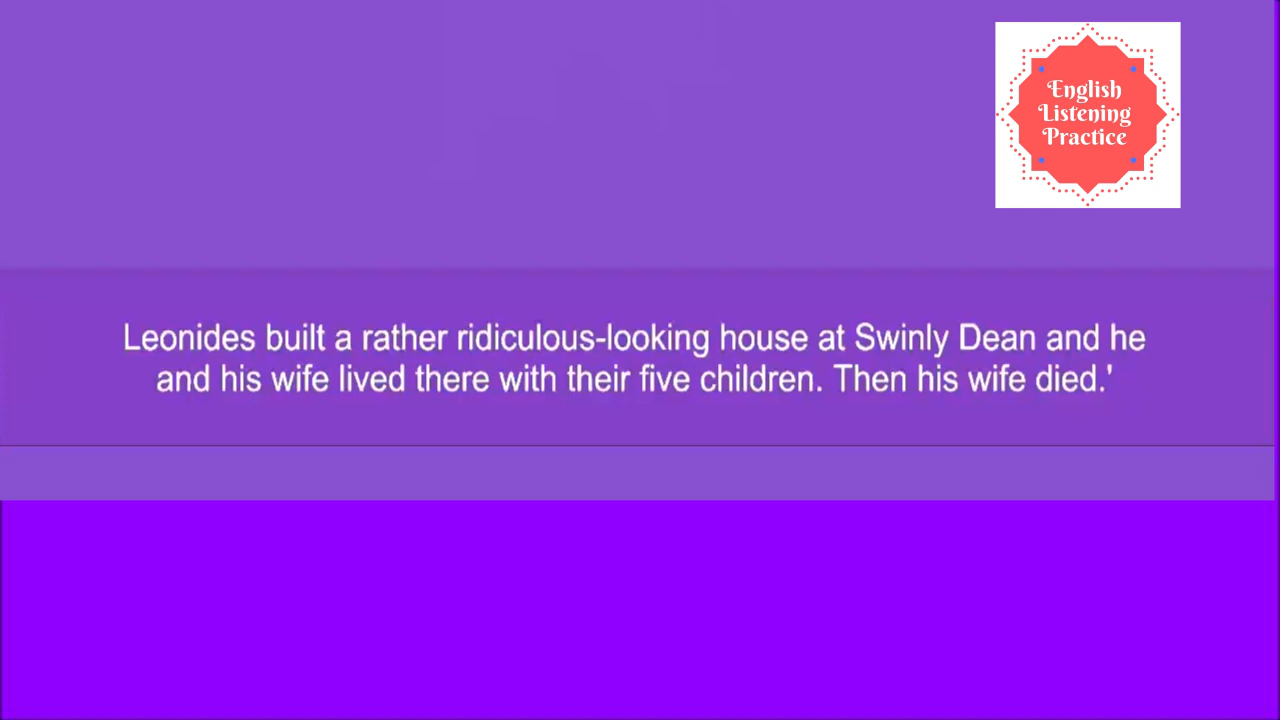 English
Listening
Practice
Leonides built a rather ridiculous-looking house at Swinly Dean and he
and his wife lived there with their five children. Then his wife died.'